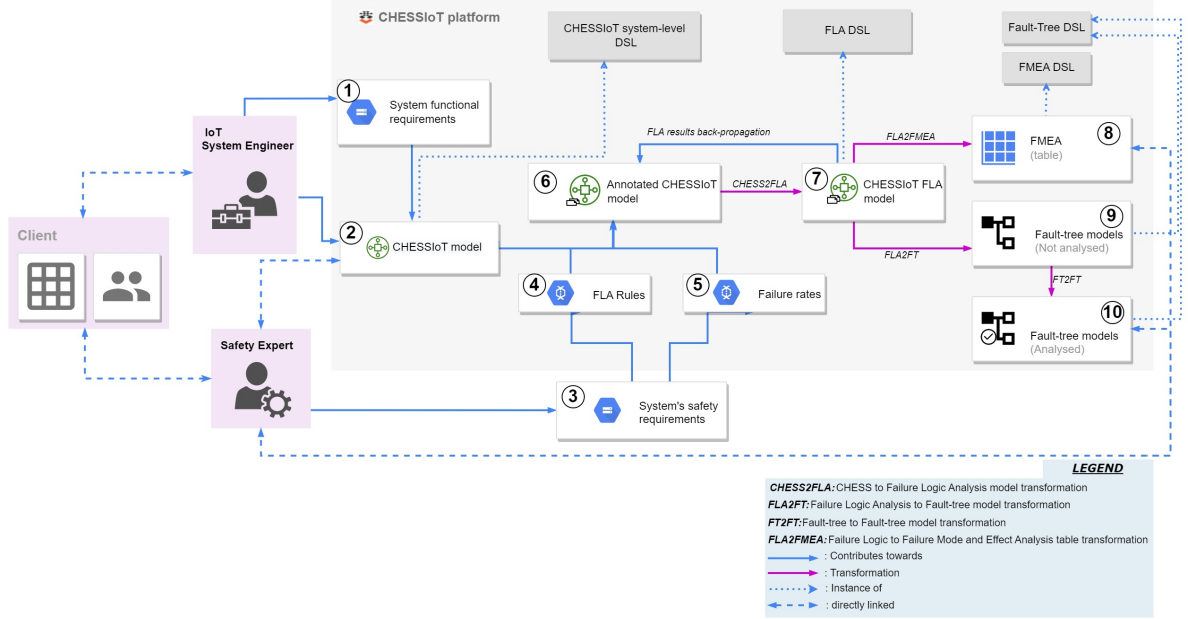 CHESSIoT platform
CHESSIoT system-level
DSL
FLA DSL
Fault-Tree DSL
FMEA DSL
1
System functional
requirements
IoT
System Engineer
FLA results back-propagation
FLA2FMEA
8
FMEA
(table)
6
Annotated CHESSIoT
model
CHESS2FLA
7
CHESSIoT FLA
model
Client
2
CHESSIoT model
9
Fault-tree models
(Not analysed)
FLA2FT
FT2FT
4
FLA Rules
5
Failure rates
10
Fault-tree models
(Analysed)
Safety Expert
3
System's safety
requirements
LEGEND
CHESS2FLA: CHESS to Failure Logic Analysis model transformation
FLA2FT: Failure Logic Analysis to Fault-tree model transformation
FT2FT: Fault-tree to Fault-tree model transformation
FLA2FMEA: Failure Logic to Failure Mode and Effect Analysis table transformation
: Contributes towards
: Transformation
: Instance of
: directly linked